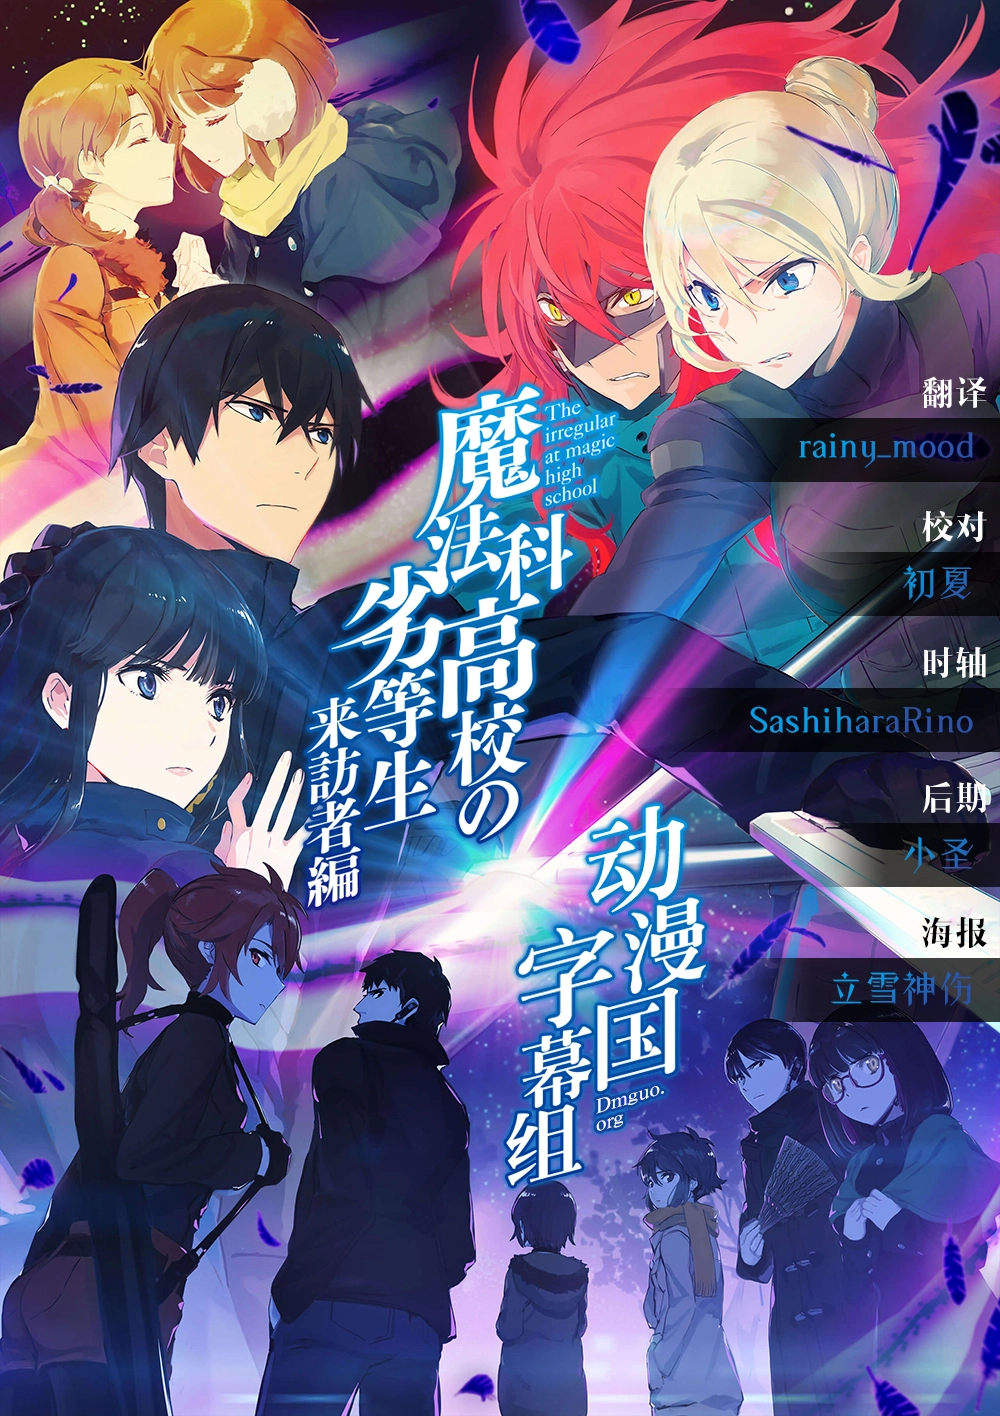 The
irregular
at magic
high
school
魔法科高校の
劣等生
来訪者編
动漫国
字幕组
Dmguo.
org
翻译
rainy_mood
校对
初夏
时轴
SashiharaRino
后期
小圣
海报
立雪神伤